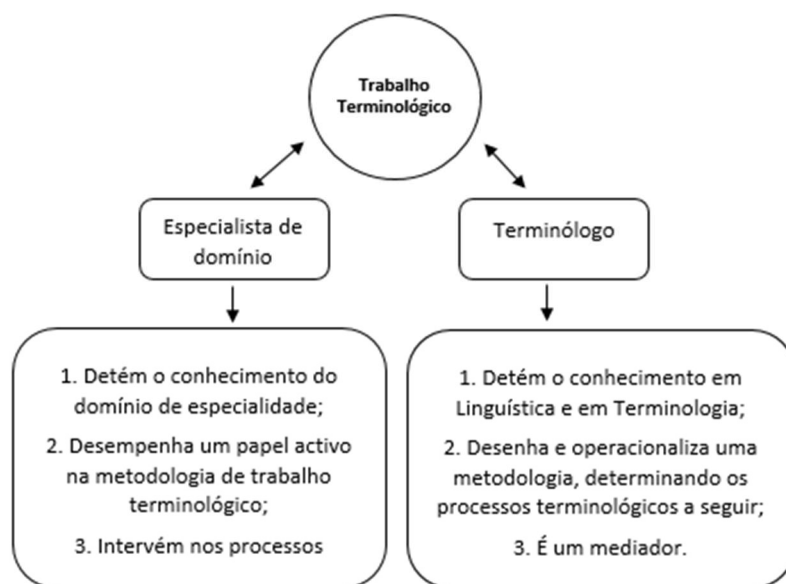 Trabalho
Terminológico
Especialista de
domínio
Terminólogo
1. Detém o conhecimento do
domínio de especialidade;
2. Desempenha um papel activo
na metodologia de trabalho
terminológico;
3. Intervém nos processos
1. Detém o conhecimento em
Linguística e em Terminologia;
2. Desenha e operacionaliza uma
metodologia, determinando os
processos terminológicos a seguir;
3. É um mediador.